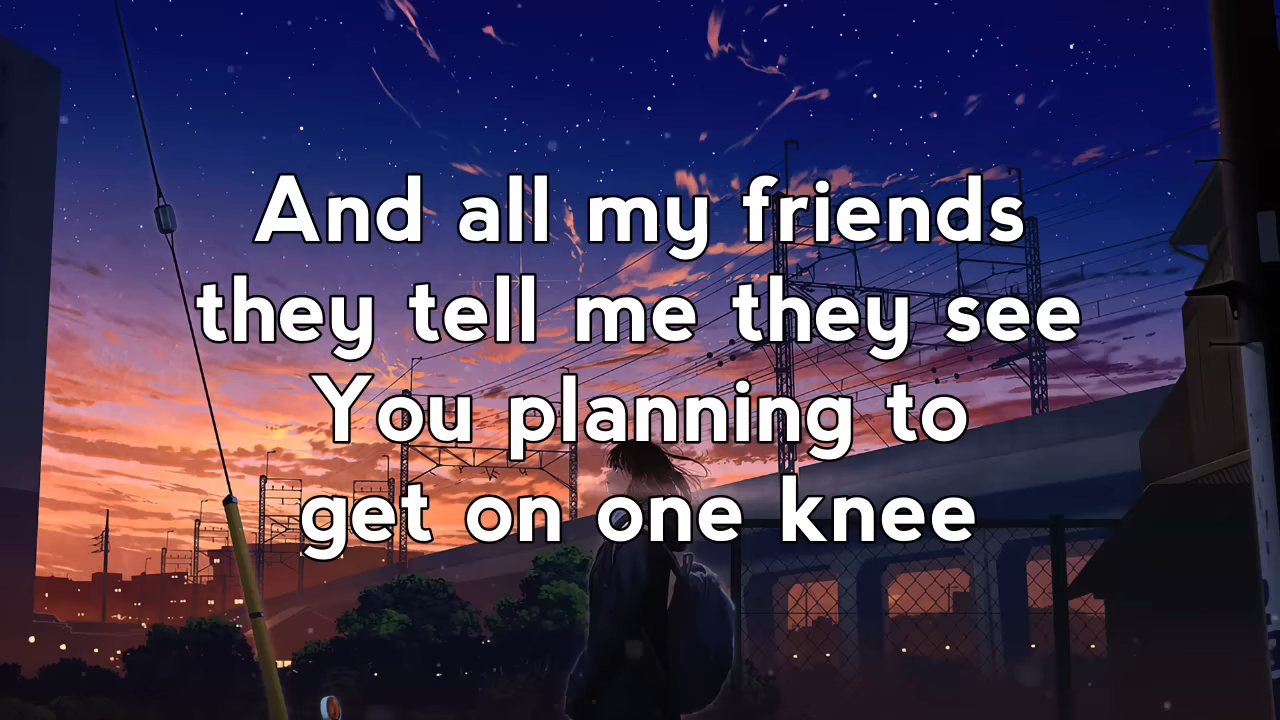 And all my friends
they tell me they see
You planning to
get on one knee